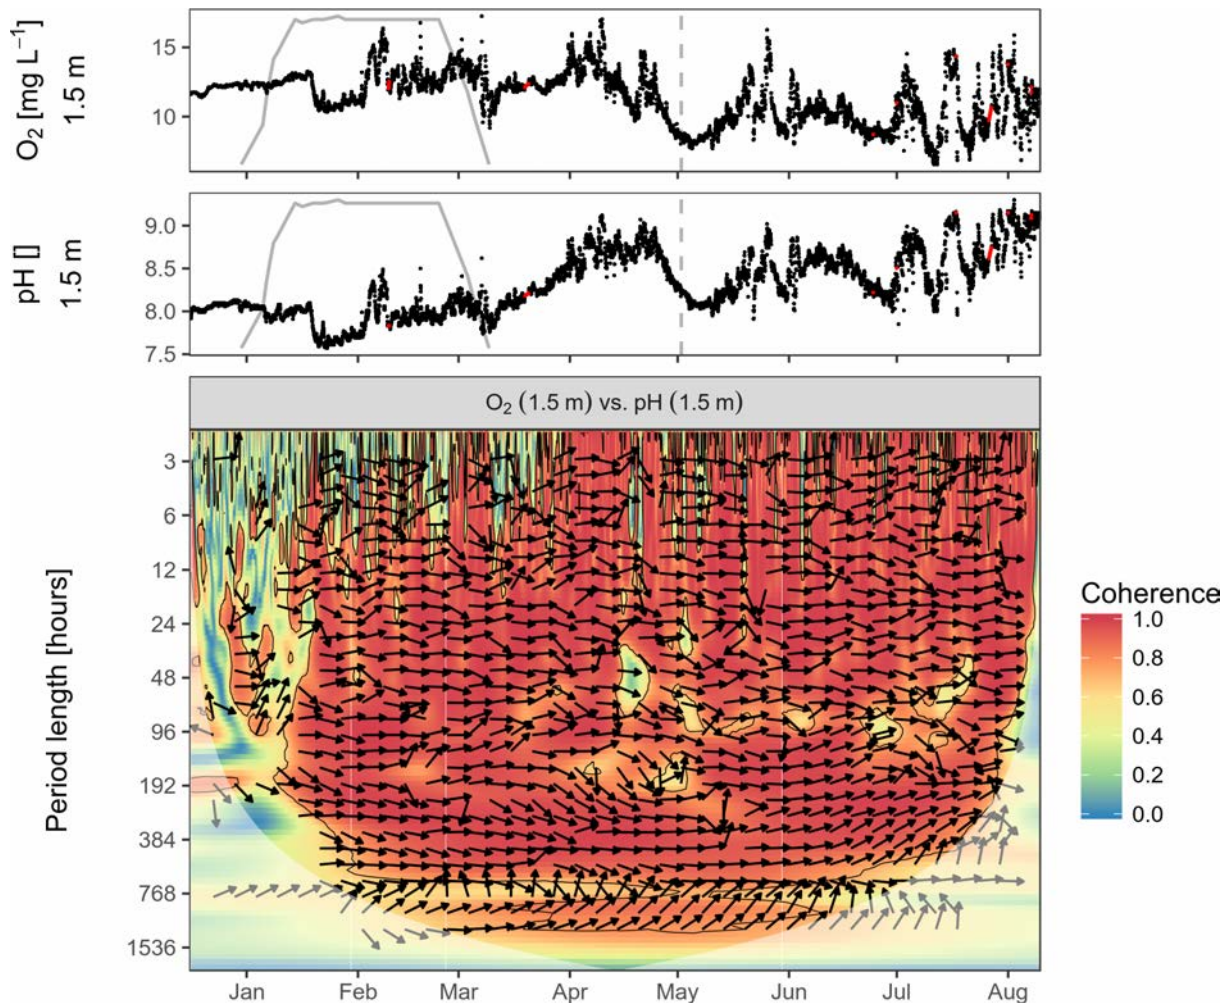 O₂ [mg L⁻¹]
1.5 m
15
10
pH []
1.5 m
9.0
8.5
8.0
7.5
O₂ (1.5 m) vs. pH (1.5 m)
Period length [hours]
3
6
12
24
48
96
192
384
768
1536
Jan Feb Mar Apr May Jun Jul Aug
Coherence
1.0
0.8
0.6
0.4
0.2
0.0